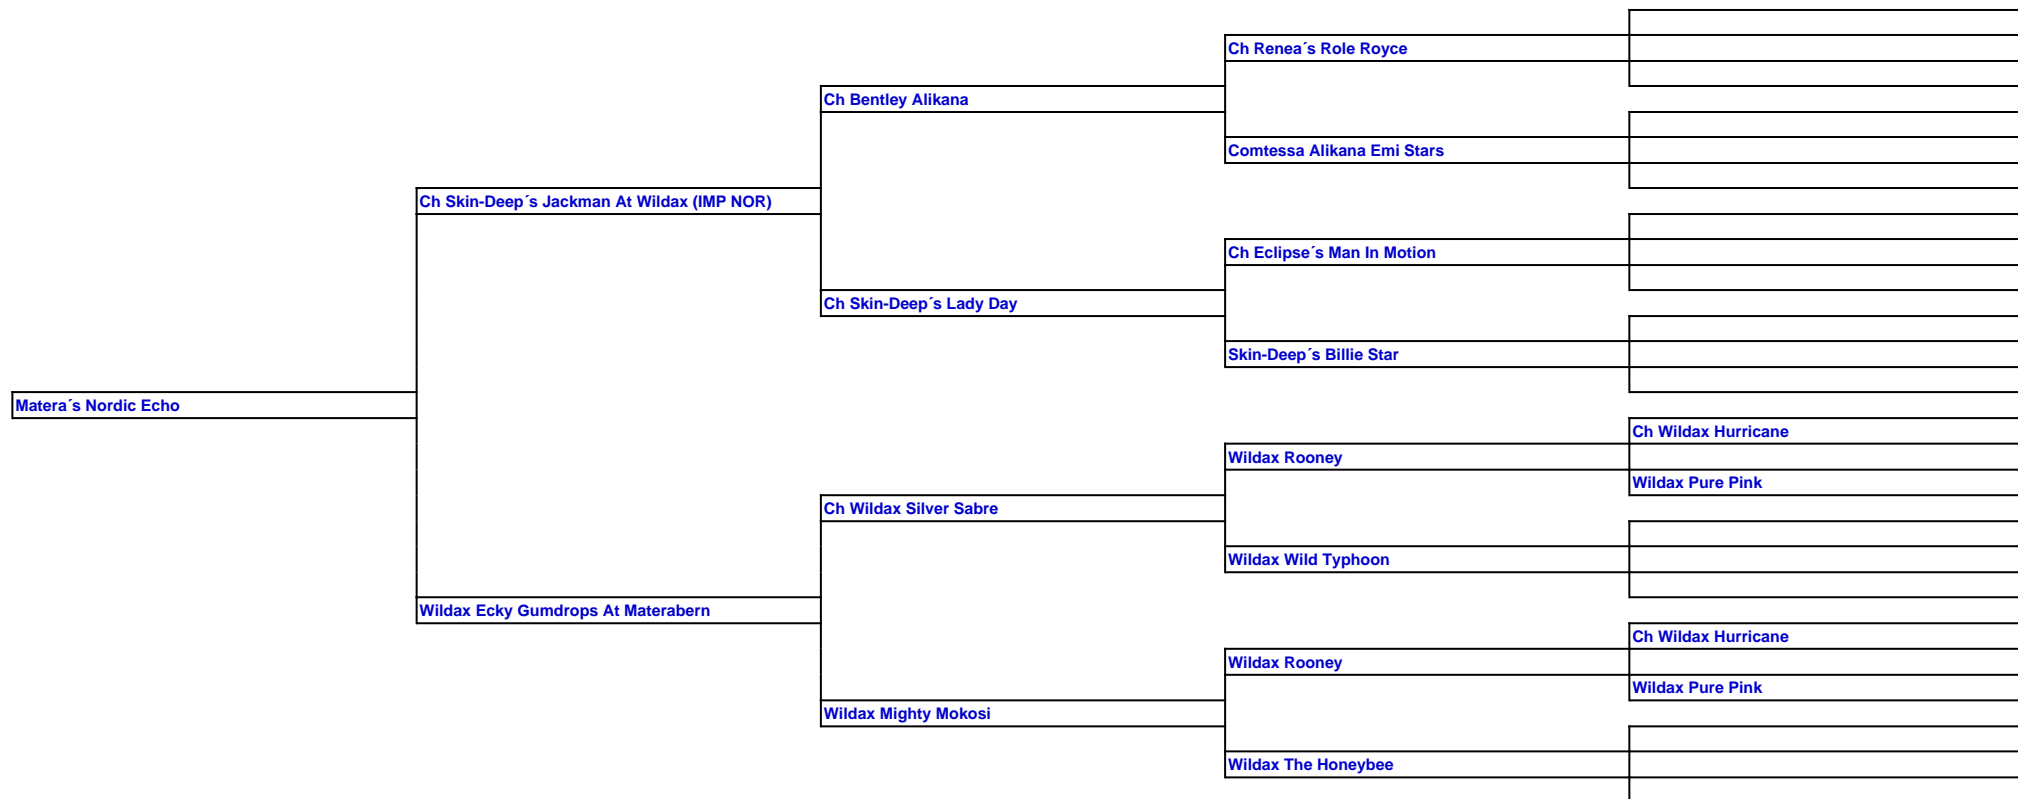 Ch Renea´s Role Royce
Ch Bentley Alikana
Comtessa Alikana Emi Stars
Ch Skin-Deep´s Jackman At Wildax (IMP NOR)
Ch Eclipse´s Man In Motion
Ch Skin-Deep´s Lady Day
Skin-Deep´s Billie Star
Matera´s Nordic Echo
Ch Wildax Hurricane
Wildax Rooney
Wildax Pure Pink
Ch Wildax Silver Sabre
Wildax Wild Typhoon
Wildax Ecky Gumdrops At Materabern
Ch Wildax Hurricane
Wildax Rooney
Wildax Pure Pink
Wildax Mighty Mokosi
Wildax The Honeybee